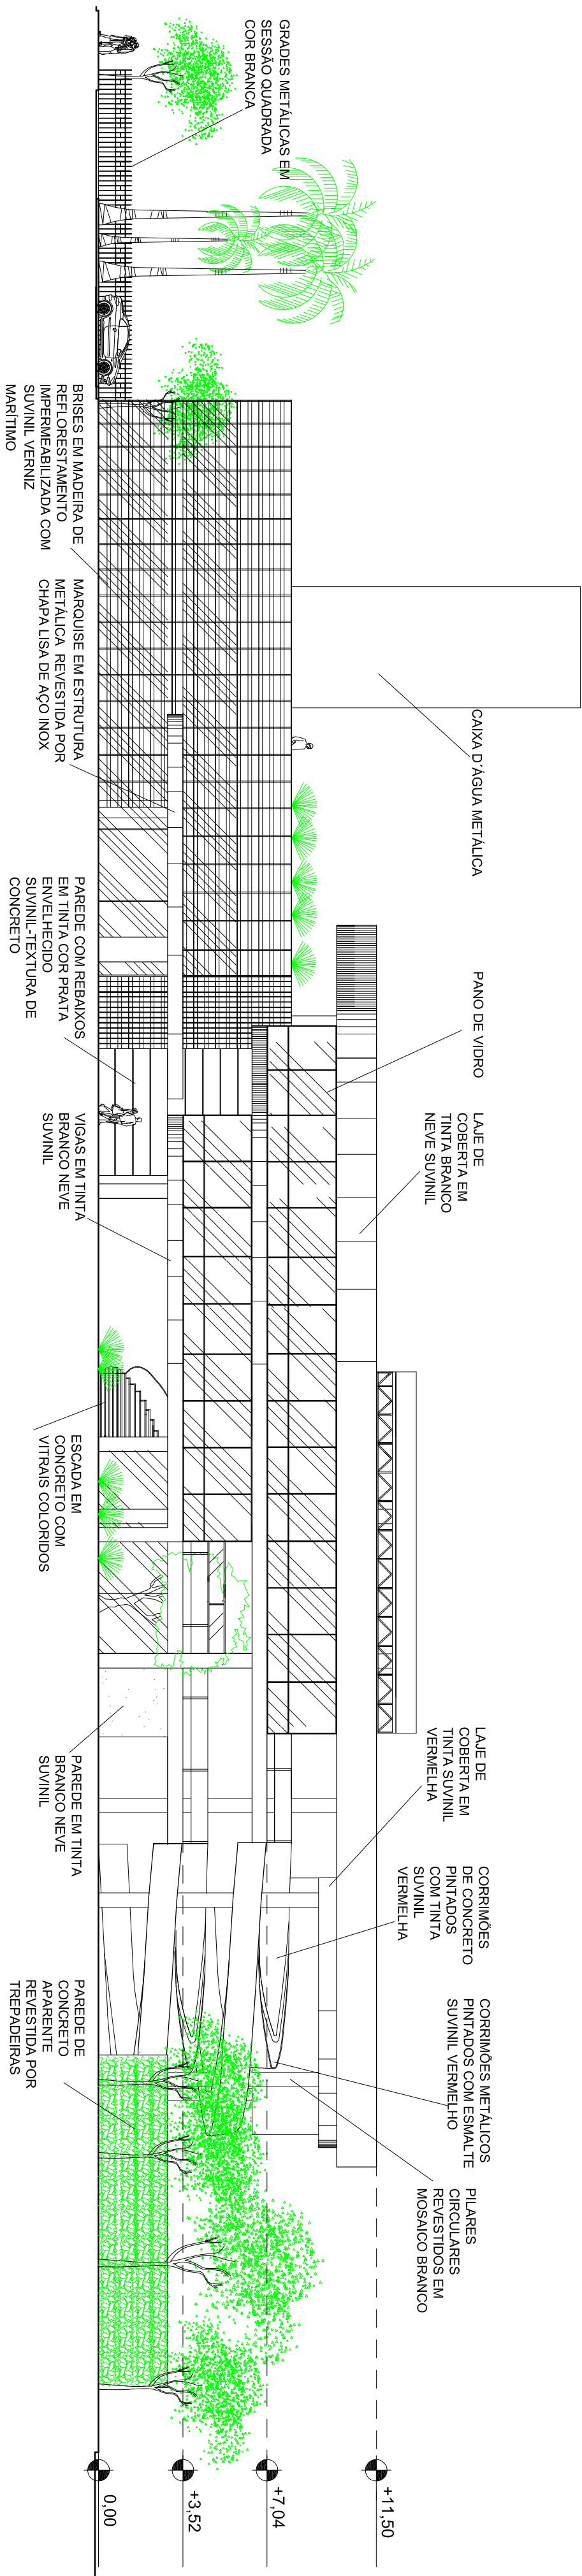 GRADES METÁLICAS EM
SESSÃO QUADRADA
COR BRANCA
BRISES EM MADEIRA DE
REFLORESTAMENTO
IMPERMEABILIZADA COM
SUVINIL VERNIZ
MARÍTIMO
MARQUISE EM ESTRUTURA
METÁLICA REVESTIDA POR
CHAPA LISA DE AÇO INOX
CAIXA D´ÁGUA METÁLICA
PAREDE COM REBAIXOS
EM TINTA COR PRATA
ENVELHECIDO
SUVINIL-TEXTURA DE
CONCRETO
PANO DE VIDRO
LAJE DE
COBERTA EM
TINTA BRANCO
NEVE SUVINIL
VIGAS EM TINTA
BRANCO NEVE
SUVINIL
ESCADA EM
CONCRETO COM
VITRAIS COLORIDOS
PAREDE EM TINTA
BRANCO NEVE
SUVINIL
LAJE DE
COBERTA EM
TINTA SUVINIL
VERMELHA
CORRIMÕES
DE CONCRETO
PINTADOS
COM TINTA
SUVINIL
VERMELHA
PAREDE DE
CONCRETO
APARENTE
REVESTIDA POR
TREPADEIRAS
CORRIMÕES METÁLICOS
PINTADOS COM ESMALTE
SUVINIL VERMELHO
PILARES
CIRCULARES
REVESTIDOS EM
MOSAICO BRANCO
+11,50
+7,04
+3,52
0,00